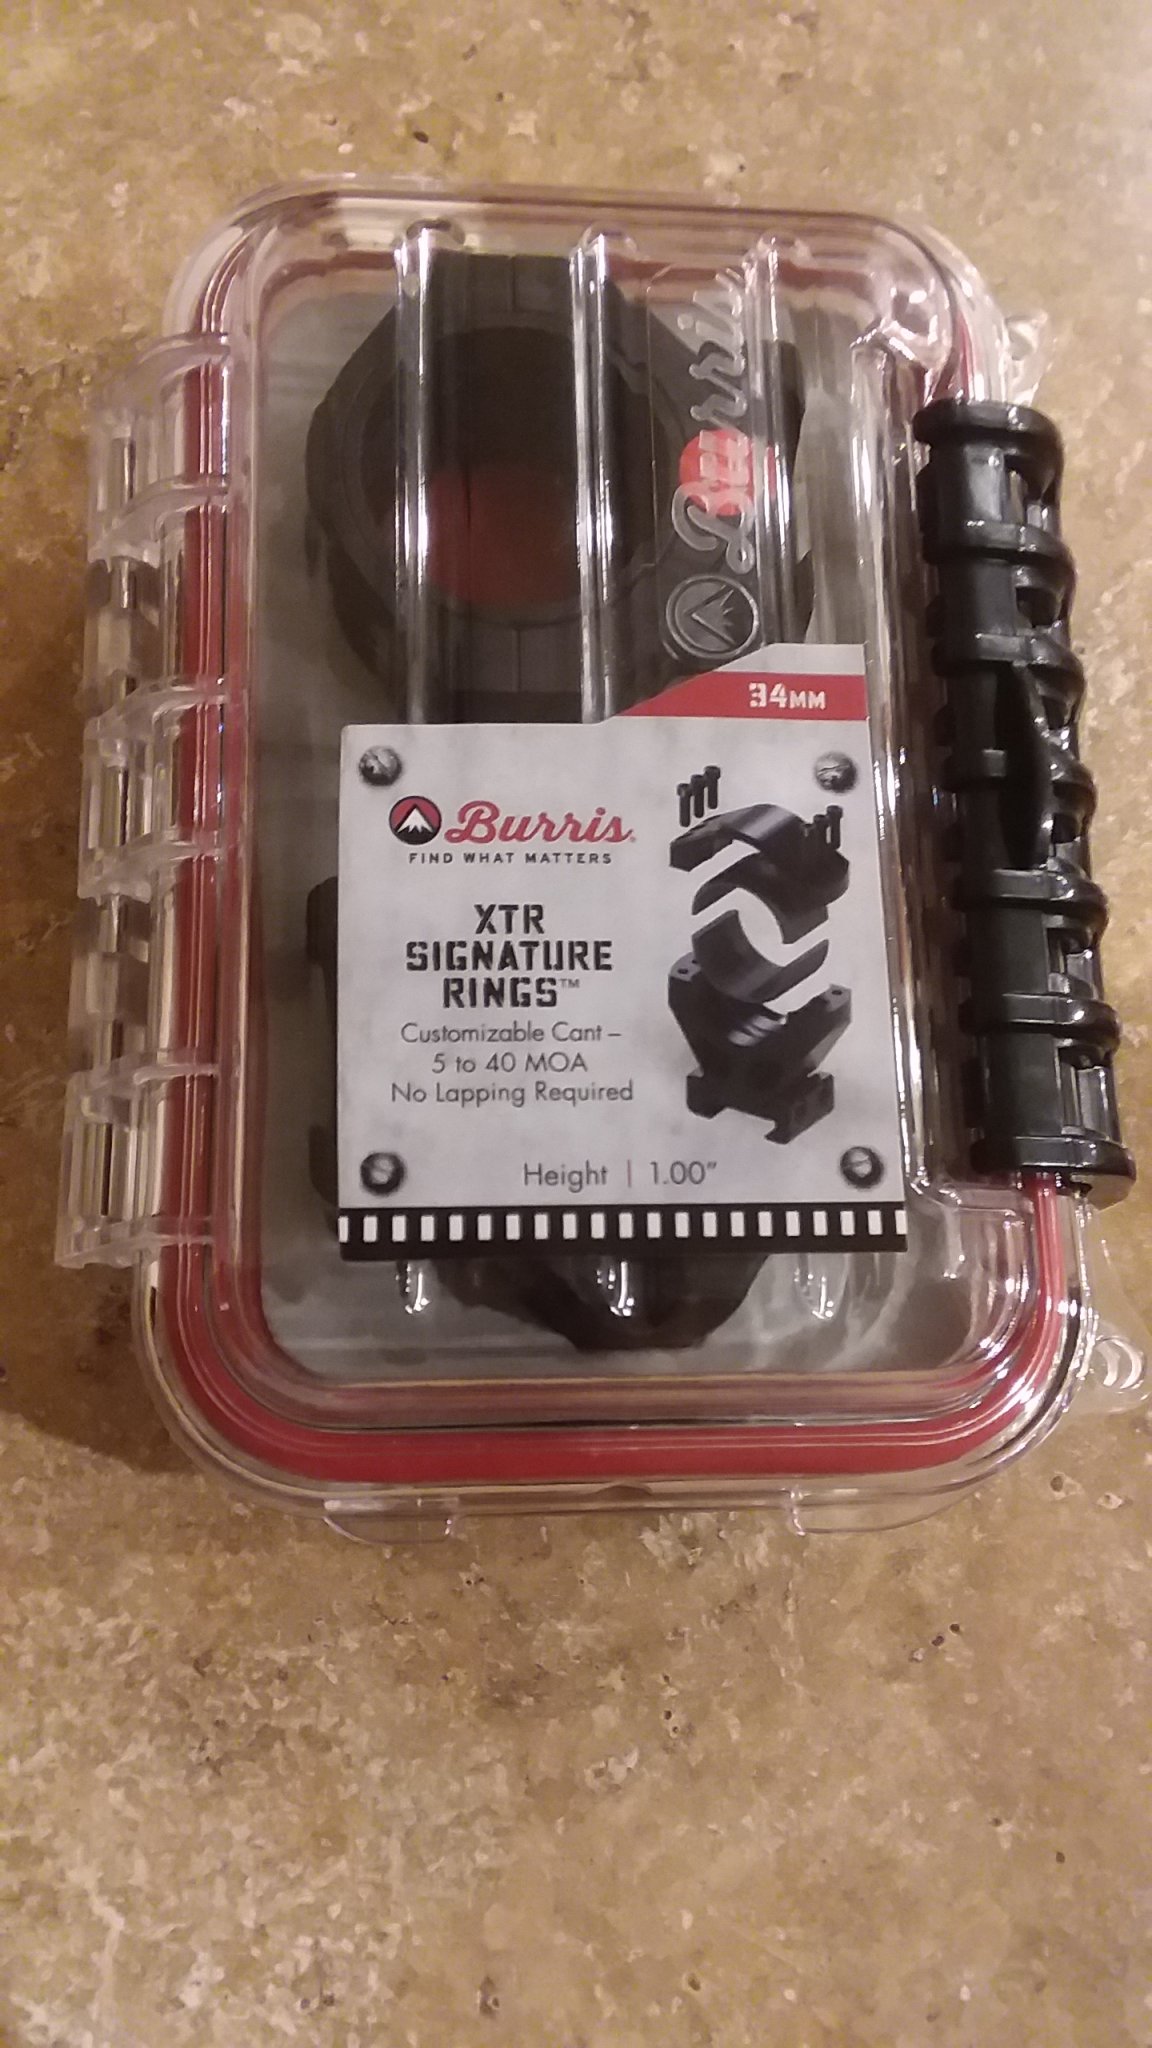 Burris
34MM
Burris®
FIND WHAT MATTERS
XTR
SIGNATURE
RINGS™
Customizable Cant –
5 to 40 MOA
No Lapping Required
Height | 1.00”